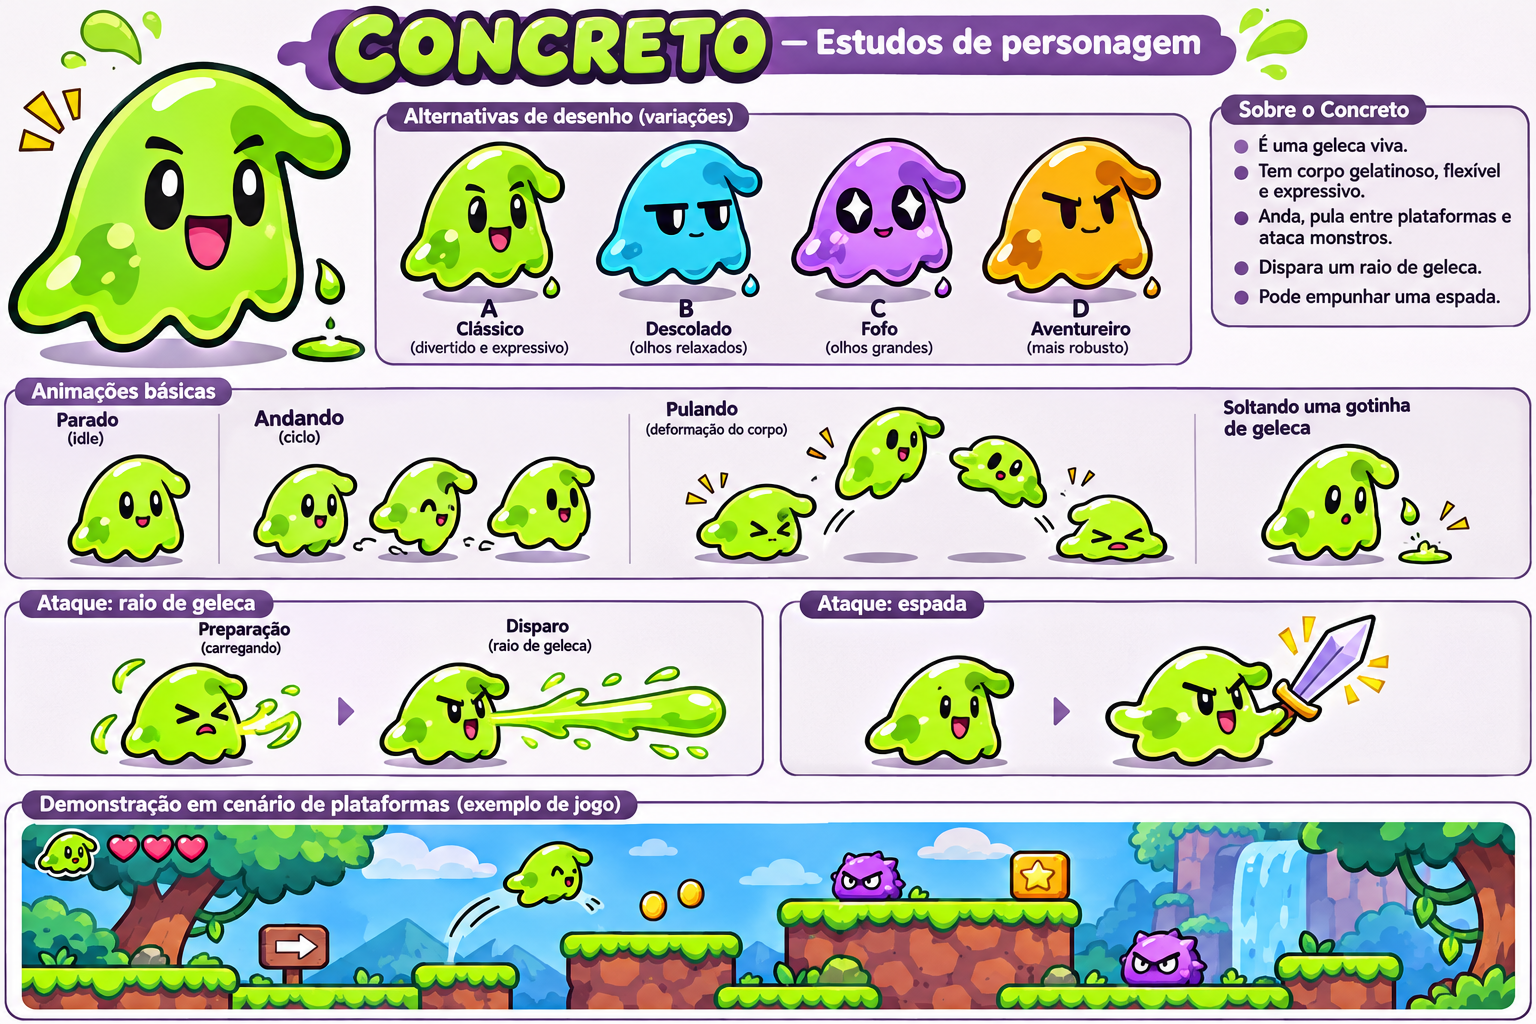 CONCRETO – Estudos de personagem
Alternativas de desenho (variações)
A
Clássico
(divertido e expressivo)
B
Descolado
(olhos relaxados)
C
Fofo
(olhos grandes)
D
Aventureiro
(mais robusto)
Sobre o Concreto
É uma geleca viva.
Tem corpo gelatinoso, flexível
e expressivo.
Anda, pula entre plataformas e
ataca monstros.
Dispara um raio de geleca.
Pode empunhar uma espada.
Animações básicas
Parado
(idle)
Andando
(ciclo)
Pulando
(deformação do corpo)
Soltando uma gotinha
de geleca
Ataque: raio de geleca
Preparação
(carregando)
Disparo
(raio de geleca)
Ataque: espada
Demonstração em cenário de plataformas (exemplo de jogo)